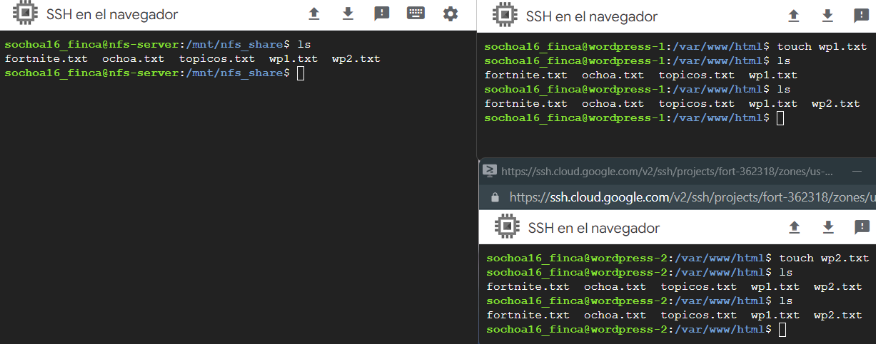 SSH en el navegador
sochoa16_finca@nfs-server:/mnt/nfs_share$ ls
fortnite.txt ochoa.txt topicos.txt wp1.txt wp2.txt
sochoa16_finca@nfs-server:/mnt/nfs_share$
SSH en el navegador
sochoa16_finca@wordpress-1:/var/www/html$ touch wp1.txt
sochoa16_finca@wordpress-1:/var/www/html$ ls
fortnite.txt ochoa.txt topicos.txt wp1.txt
sochoa16_finca@wordpress-1:/var/www/html$ ls
fortnite.txt ochoa.txt topicos.txt wp1.txt wp2.txt
sochoa16_finca@wordpress-1:/var/www/html$
https://ssh.cloud.google.com/v2/ssh/projects/fort-362318/zones/us-...
https://ssh.cloud.google.com/v2/ssh/projects/fort-362318/zones/u
SSH en el navegador
sochoa16_finca@wordpress-2:/var/www/html$ touch wp2.txt
sochoa16_finca@wordpress-2:/var/www/html$ ls
fortnite.txt ochoa.txt topicos.txt wp1.txt wp2.txt
sochoa16_finca@wordpress-2:/var/www/html$ ls
fortnite.txt ochoa.txt topicos.txt wp1.txt wp2.txt
sochoa16_finca@wordpress-2:/var/www/html$